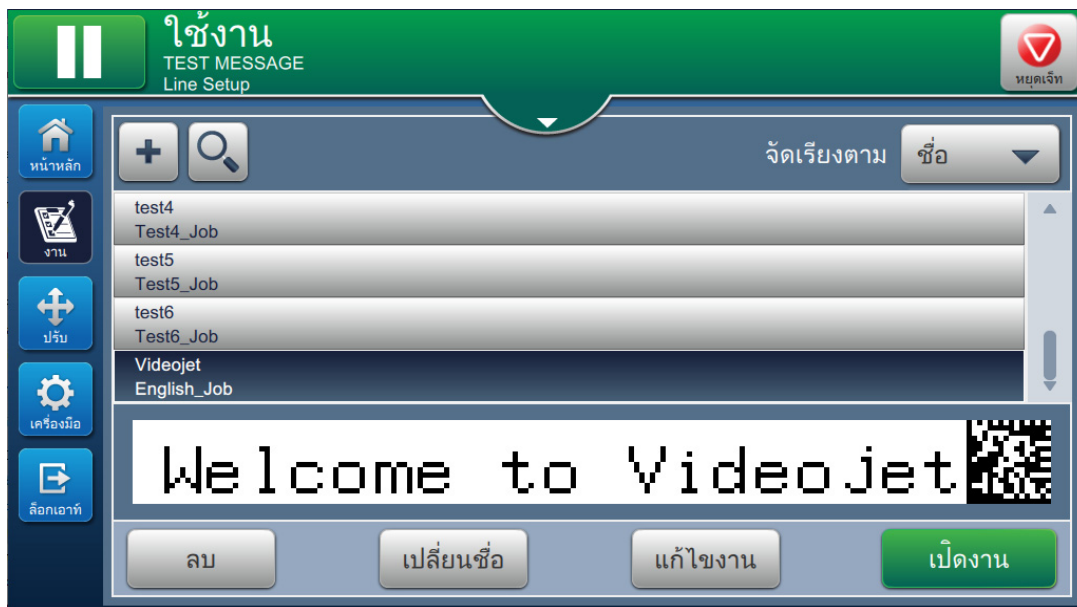 ใช้งาน
TEST MESSAGE
Line Setup
หยุดเจ็ท
หน้าหลัก
งาน
ปรับ
เครื่องมือ
ล็อกเอาท์
จัดเรียงตาม
ชื่อ
test4
Test4_Job
test5
Test5_Job
test6
Test6_Job
Videojet
English_Job
Welcome to Videojet
ลบ
เปลี่ยนชื่อ
แก้ไขงาน
เปิดงาน